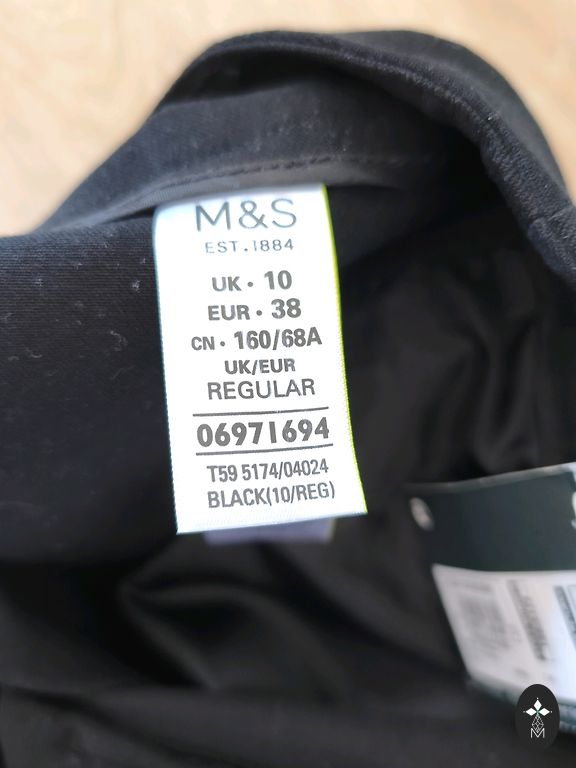 M&S
EST. 1884
UK • 10
EUR • 38
CN • 160/68A
UK/EUR
REGULAR
06971694
T59 5174/04024
BLACK(10/REG)
M